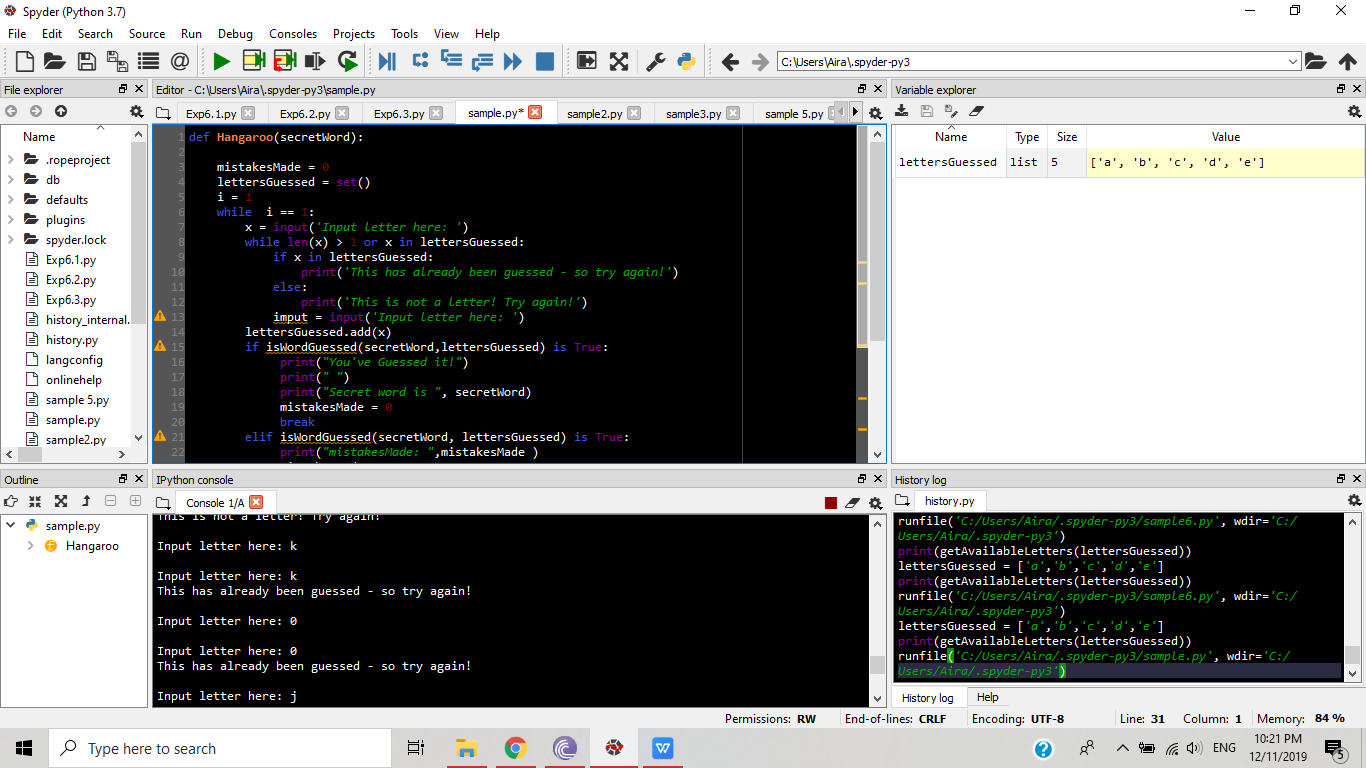 Spyder (Python 3.7)
File Edit Search Source Run Debug Consoles Projects Tools View Help
C:\Users\Aira\.spyder-py3
File explorer
Name
.ropeproject
db
defaults
plugins
spyder.lock
Exp6.1.py
Exp6.2.py
Exp6.3.py
history_internal.
history.py
langconfig
onlinehelp
sample 5.py
sample.py
sample2.py
Editor - C:\Users\Aira\.spyder-py3\sample.py
Exp6.1.py Exp6.2.py Exp6.3.py sample.py* sample2.py sample3.py sample 5.py
1 def Hangaroo(secretWord):
2
3 mistakesMade = 0
4 lettersGuessed = set()
5 i = 1
6 while  i == 1:
7 x = input('Input letter here: ')
8 while len(x) > 1 or x in lettersGuessed:
9 if x in lettersGuessed:
10 print('This has already been guessed - so try again!')
11 else:
12 print('This is not a letter! Try again!')
13 imput = input('Input letter here: ')
14 lettersGuessed.add(x)
15 if isWordGuessed(secretWord,lettersGuessed) is True:
16 print("You've Guessed it!")
17 print(" ")
18 print("Secret word is ", secretWord)
19 mistakesMade = 0
20 break
21 elif isWordGuessed(secretWord, lettersGuessed) is True:
22 print("mistakesMade: ",mistakesMade )
Variable explorer
Name Type Size Value
lettersGuessed list 5 ['a', 'b', 'c', 'd', 'e']
Outline
sample.py
Hangaroo
IPython console
Console 1/A
This is not a letter! Try again!
Input letter here: k
Input letter here: k
This has already been guessed - so try again!
Input letter here: 0
Input letter here: 0
This has already been guessed - so try again!
Input letter here: j
History log
history.py
runfile('C:/Users/Aira/.spyder-py3/sample6.py', wdir='C:/
Users/Aira/.spyder-py3')
print(getAvailableLetters(lettersGuessed))
lettersGuessed = ['a','b','c','d','e']
print(getAvailableLetters(lettersGuessed))
runfile('C:/Users/Aira/.spyder-py3/sample6.py', wdir='C:/
Users/Aira/.spyder-py3')
lettersGuessed = ['a','b','c','d','e']
print(getAvailableLetters(lettersGuessed))
runfile('C:/Users/Aira/.spyder-py3/sample.py', wdir='C:/
Users/Aira/.spyder-py3')
History log Help
Permissions: RW End-of-lines: CRLF Encoding: UTF-8 Line: 31 Column: 1 Memory: 84 %
Type here to search
ENG
10:21 PM
12/11/2019
5